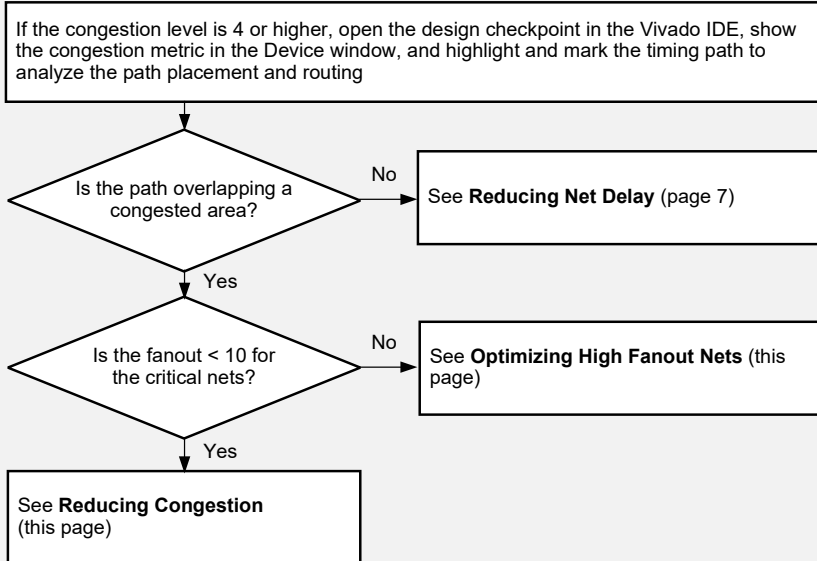 If the congestion level is 4 or higher, open the design checkpoint in the Vivado IDE, show
the congestion metric in the Device window, and highlight and mark the timing path to
analyze the path placement and routing
Is the path overlapping a
congested area?
No
See Reducing Net Delay (page 7)
Yes
Is the fanout < 10 for
the critical nets?
No
See Optimizing High Fanout Nets (this
page)
Yes
See Reducing Congestion
(this page)